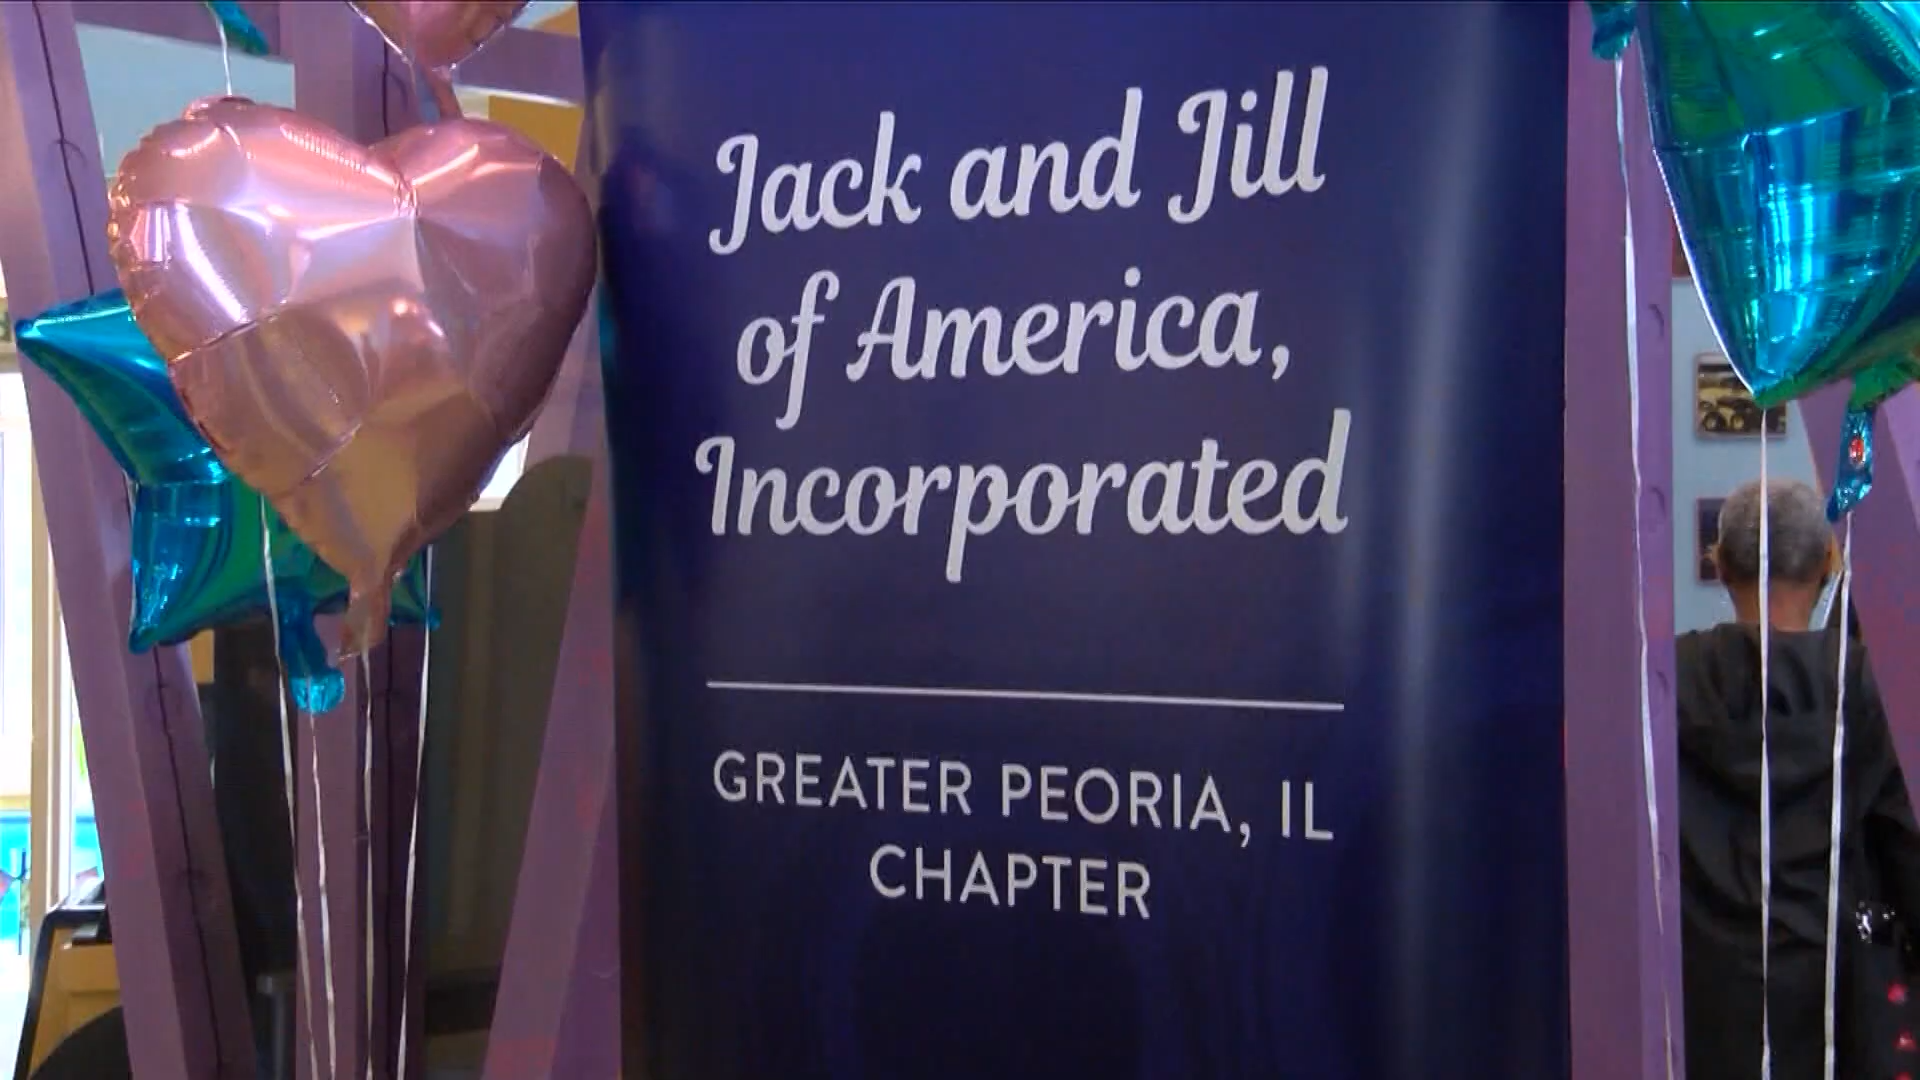 Jack and Jill
of America,
Incorporated
GREATER PEORIA, IL
CHAPTER